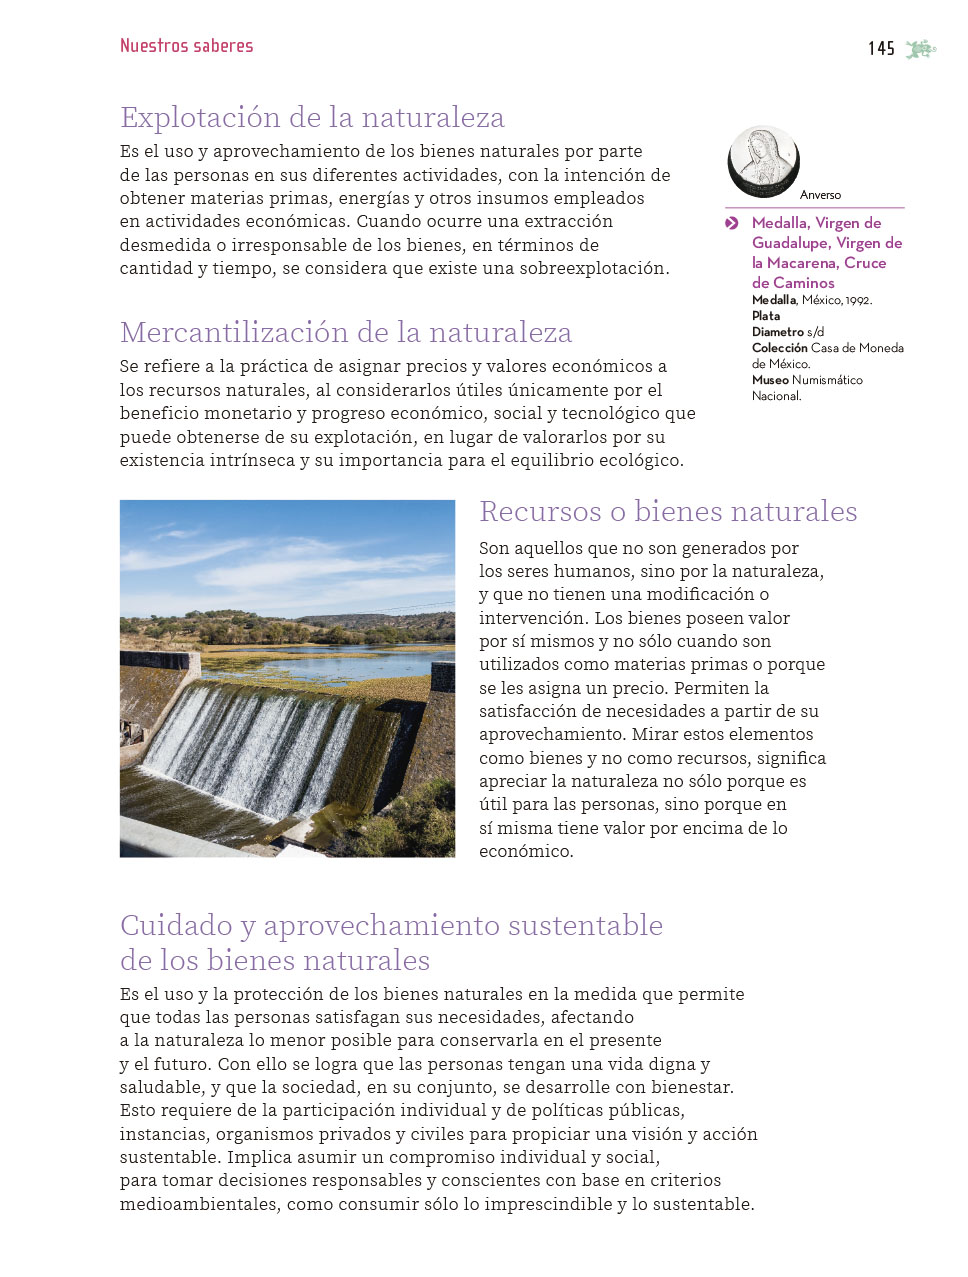 Nuestros saberes
145
Explotación de la naturaleza
Es el uso y aprovechamiento de los bienes naturales por parte
de las personas en sus diferentes actividades, con la intención de
obtener materias primas, energías y otros insumos empleados
en actividades económicas. Cuando ocurre una extracción
desmedida o irresponsable de los bienes, en términos de
cantidad y tiempo, se considera que existe una sobreexplotación.
Anverso
Medalla, Virgen de
Guadalupe, Virgen de
la Macarena, Cruce
de Caminos
Medalla, México, 1992.
Plata
Diametro s/d
Colección Casa de Moneda
de México.
Museo Numismático
Nacional.
Mercantilización de la naturaleza
Se refiere a la práctica de asignar precios y valores económicos a
los recursos naturales, al considerarlos útiles únicamente por el
beneficio monetario y progreso económico, social y tecnológico que
puede obtenerse de su explotación, en lugar de valorarlos por su
existencia intrínseca y su importancia para el equilibrio ecológico.
Recursos o bienes naturales
Son aquellos que no son generados por
los seres humanos, sino por la naturaleza,
y que no tienen una modificación o
intervención. Los bienes poseen valor
por sí mismos y no sólo cuando son
utilizados como materias primas o porque
se les asigna un precio. Permiten la
satisfacción de necesidades a partir de su
aprovechamiento. Mirar estos elementos
como bienes y no como recursos, significa
apreciar la naturaleza no sólo porque es
útil para las personas, sino porque en
sí misma tiene valor por encima de lo
económico.
Cuidado y aprovechamiento sustentable
de los bienes naturales
Es el uso y la protección de los bienes naturales en la medida que permite
que todas las personas satisfagan sus necesidades, afectando
a la naturaleza lo menor posible para conservarla en el presente
y el futuro. Con ello se logra que las personas tengan una vida digna y
saludable, y que la sociedad, en su conjunto, se desarrolle con bienestar.
Esto requiere de la participación individual y de políticas públicas,
instancias, organismos privados y civiles para propiciar una visión y acción
sustentable. Implica asumir un compromiso individual y social,
para tomar decisiones responsables y conscientes con base en criterios
medioambientales, como consumir sólo lo imprescindible y lo sustentable.